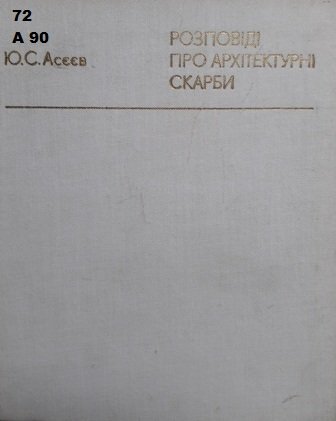 72
А 90
Ю.С.Асєєв
РОЗПОВІДІ
ПРО АРХІТЕКТУРНІ
СКАРБИ